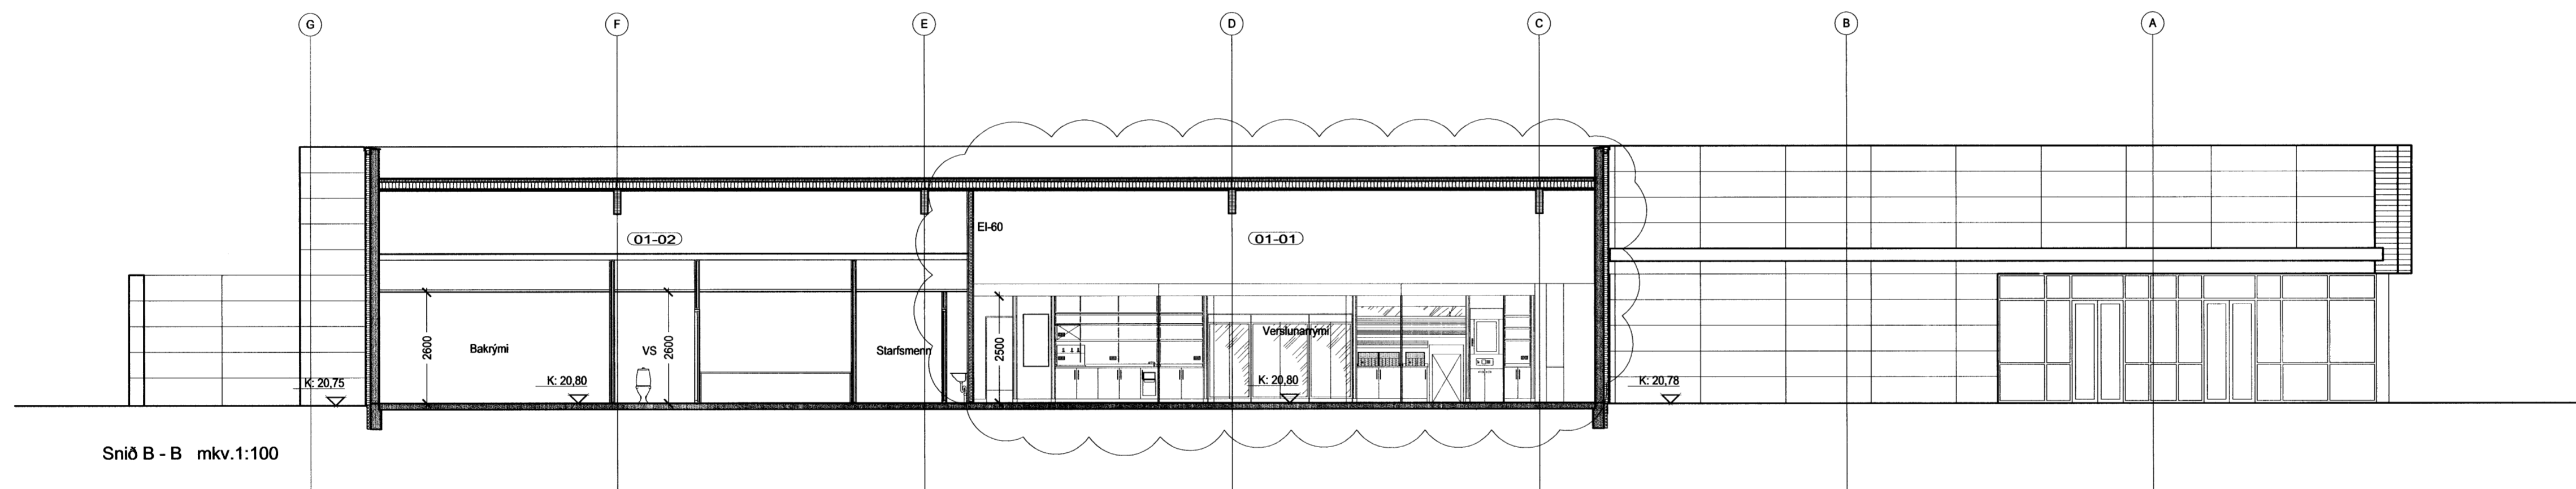 G F E D C B A
EI-60
01-02 01-01
2600 Bakrými VS 2600 Starfsmenn 2500 Verslunarrými
K: 20,75 K: 20,80 K: 20,80 K: 20,78
Snið B - B mkv.1:100